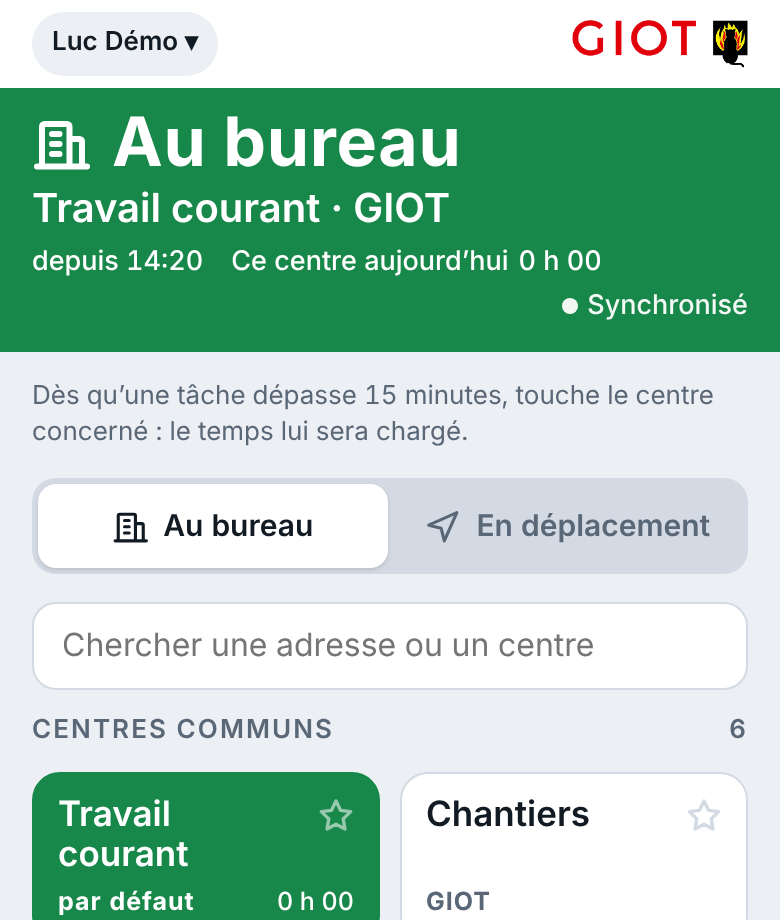 Luc Démo ▾
GIOT
Au bureau
Travail courant · GIOT
depuis 14:20 Ce centre aujourd’hui 0 h 00
Synchronisé
Dès qu’une tâche dépasse 15 minutes, touche le centre
concerné : le temps lui sera chargé.
Au bureau
En déplacement
Chercher une adresse ou un centre
CENTRES COMMUNS 6
Travail
courant
par défaut 0 h 00
Chantiers
GIOT